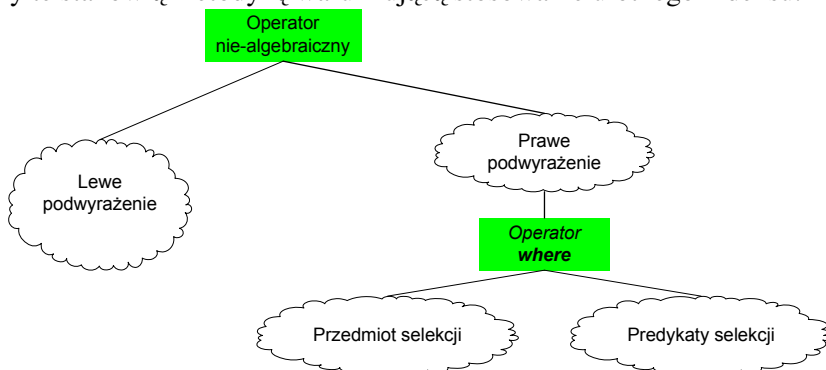 Operator
nie-algebraiczny
Lewe
podwyrażenie
Prawe
podwyrażenie
Operator
where
Przedmiot selekcji
Predykaty selekcji